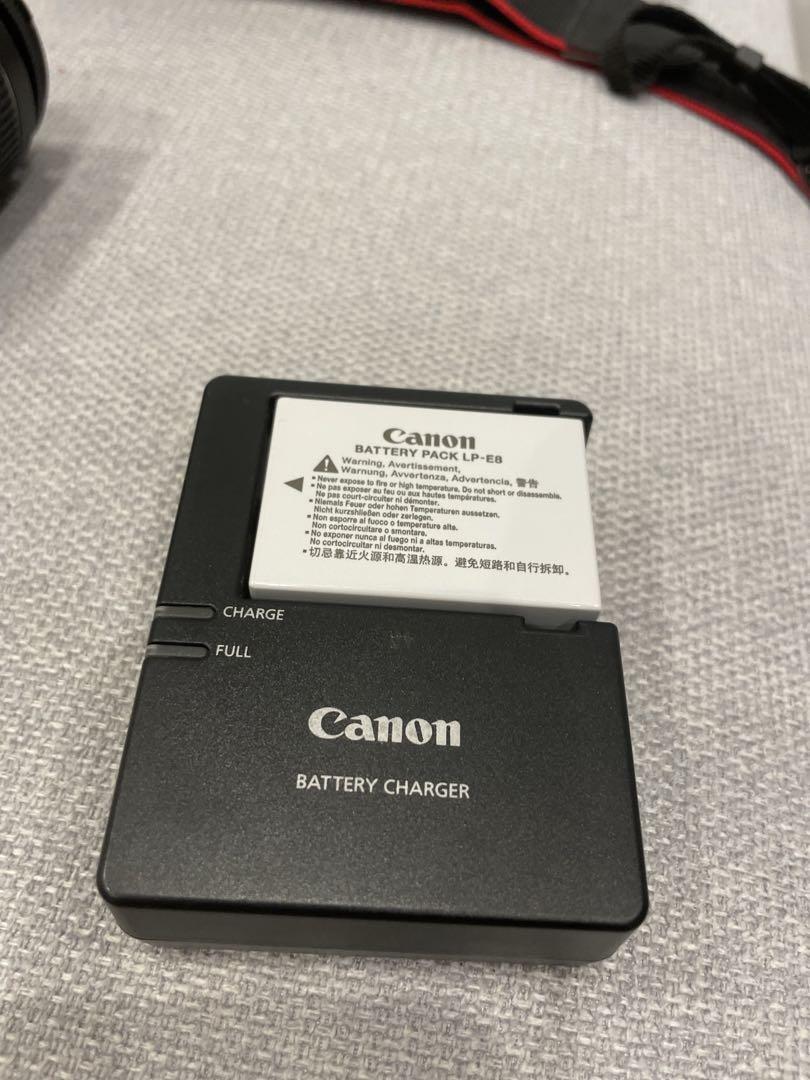 Canon
BATTERY PACK LP-E8
Warning, Avertissement,
Warnung, Avvertenza, Advertencia, 警告
▪Never expose to fire or high temperature. Do not short or disassemble.
▪Ne pas exposer au feu ou aux hautes températures.
Ne pas court-circuiter ni démonter.
▪Niemals Feuer oder hohen Temperaturen aussetzen.
Nicht kurzshließen oder zerlegen.
▪Non esporre al fuoco o temperature alte.
Non cortocircuitare o smontare.
▪No exponer nunca al fuego ni a altas temperaturas.
No cortocircuitar ni desmontar.
▪切忌靠近火源和高温热源。避免短路和自行拆卸。
CHARGE
FULL
Canon
BATTERY CHARGER